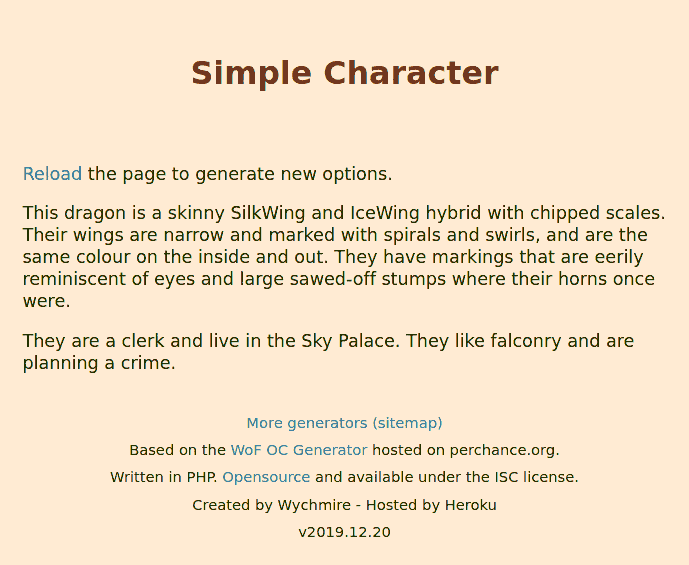 Simple Character
Reload the page to generate new options.
This dragon is a skinny SilkWing and IceWing hybrid with chipped scales.
Their wings are narrow and marked with spirals and swirls, and are the
same colour on the inside and out. They have markings that are eerily
reminiscent of eyes and large sawed-off stumps where their horns once
were.
They are a clerk and live in the Sky Palace. They like falconry and are
planning a crime.
More generators (sitemap)
Based on the WoF OC Generator hosted on perchance.org.
Written in PHP. Opensource and available under the ISC license.
Created by Wychmire - Hosted by Heroku
v2019.12.20